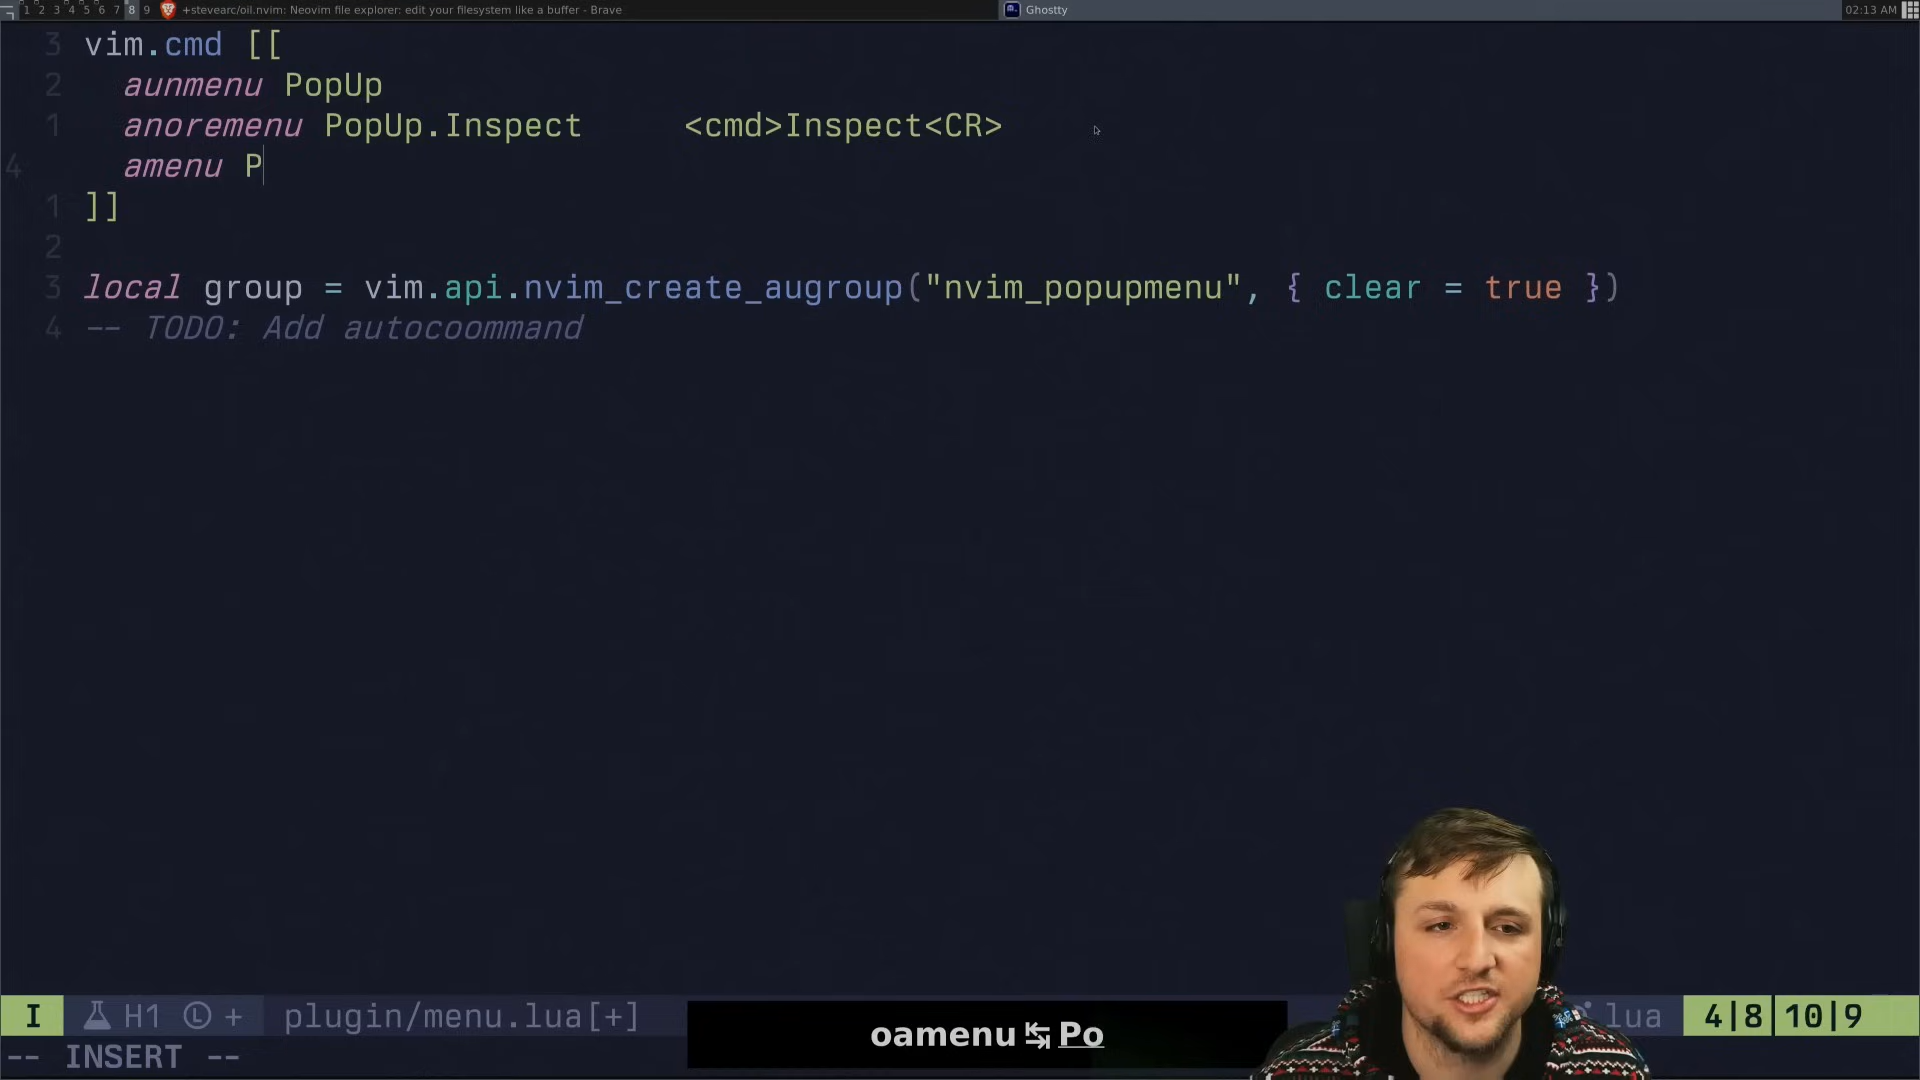 1 2 3 4 5 6 7 8 9 +stevearc/oil.nvim: Neovim file explorer: edit your filesystem like a buffer - Brave Ghostty 02:13 AM
3 vim.cmd [[
2 aunmenu PopUp
1 anoremenu PopUp.Inspect <cmd>Inspect<CR>
4 amenu P
1 ]]
2
3 local group = vim.api.nvim_create_augroup("nvim_popupmenu", { clear = true })
4 -- TODO: Add autocoommand
I H1 L + plugin/menu.lua[+] lua 4|8 10|9
oamenu ↹ Po
-- INSERT --